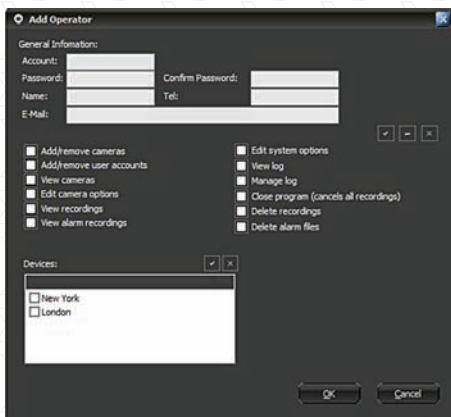 Add Operator
General Infomation:
Account:
Password: Confirm Password:
Name: Tel:
E-Mail:
Add/remove cameras
Add/remove user accounts
View cameras
Edit camera options
View recordings
View alarm recordings
Edit system options
View log
Manage log
Close program (cancels all recordings)
Delete recordings
Delete alarm files
Devices:
New York
London
OK Cancel